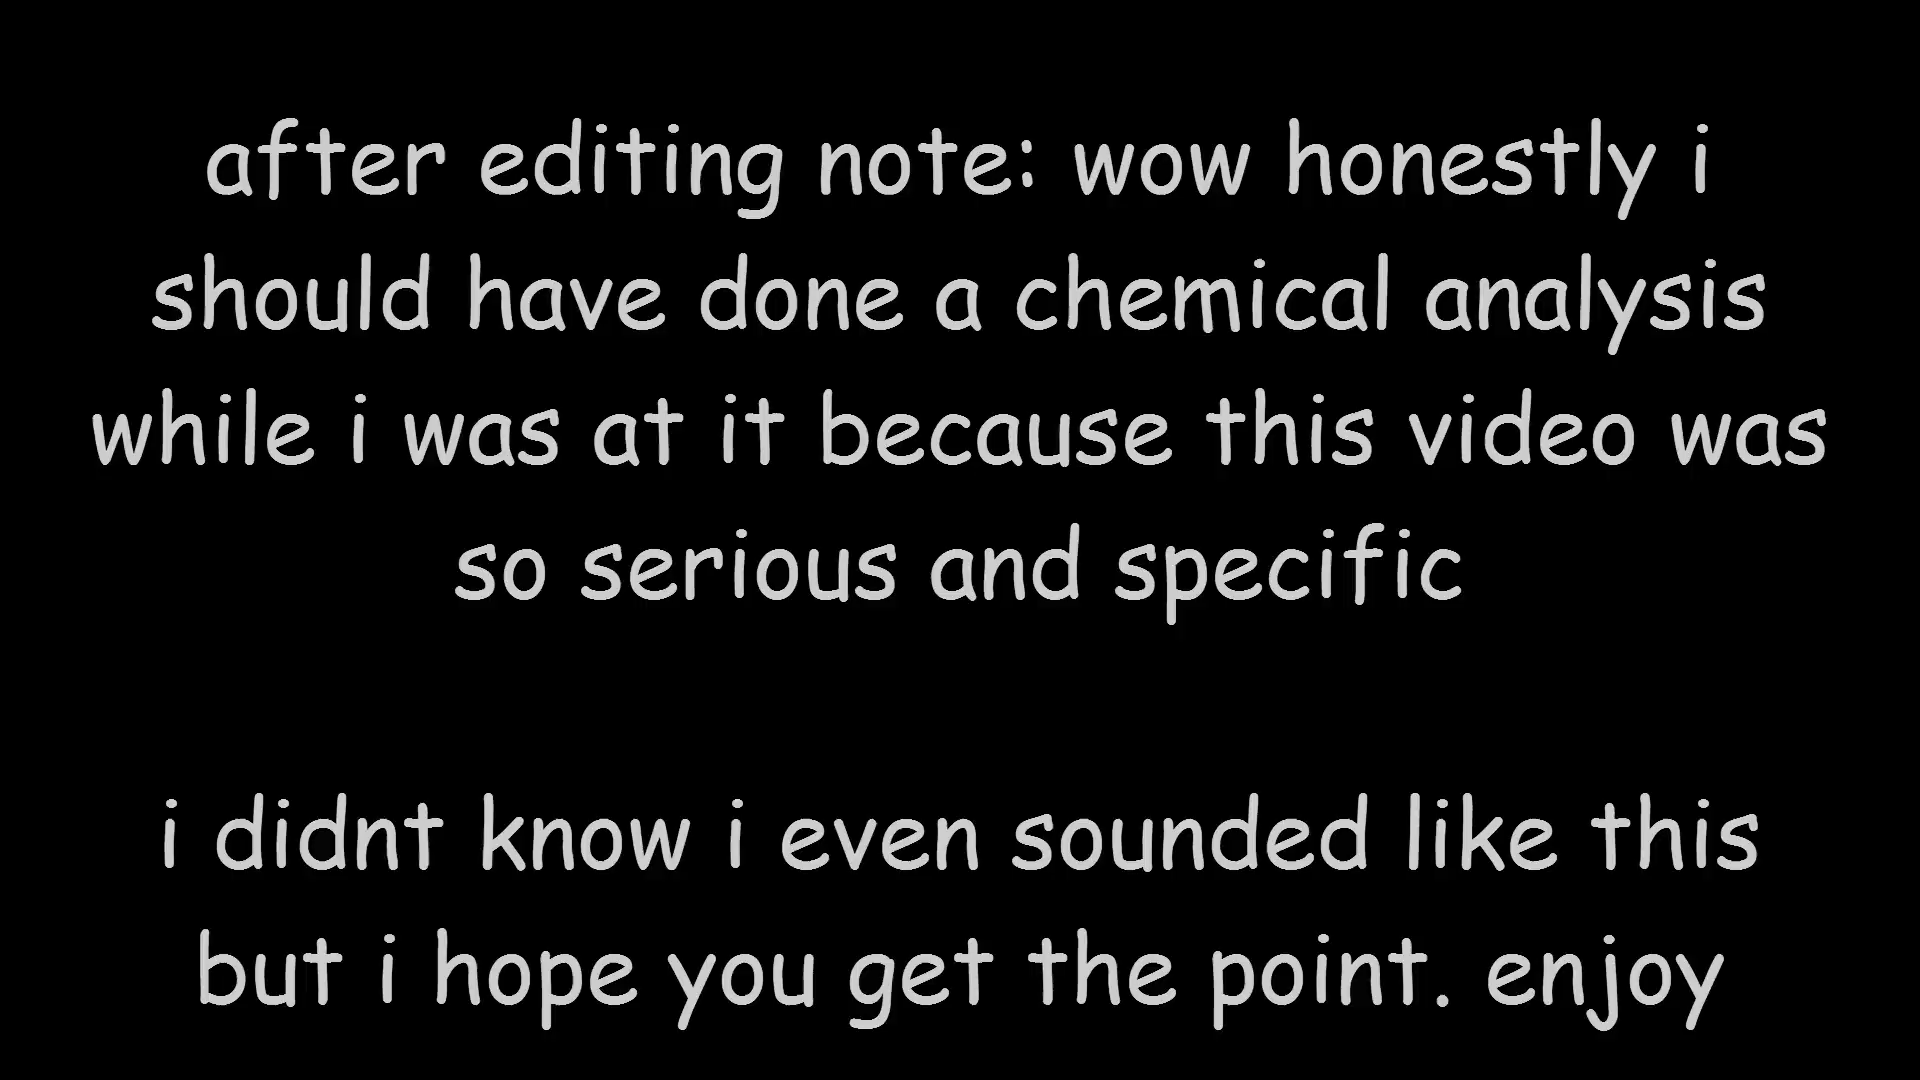 after editing note: wow honestly i
should have done a chemical analysis
while i was at it because this video was
so serious and specific
i didnt know i even sounded like this
but i hope you get the point. enjoy